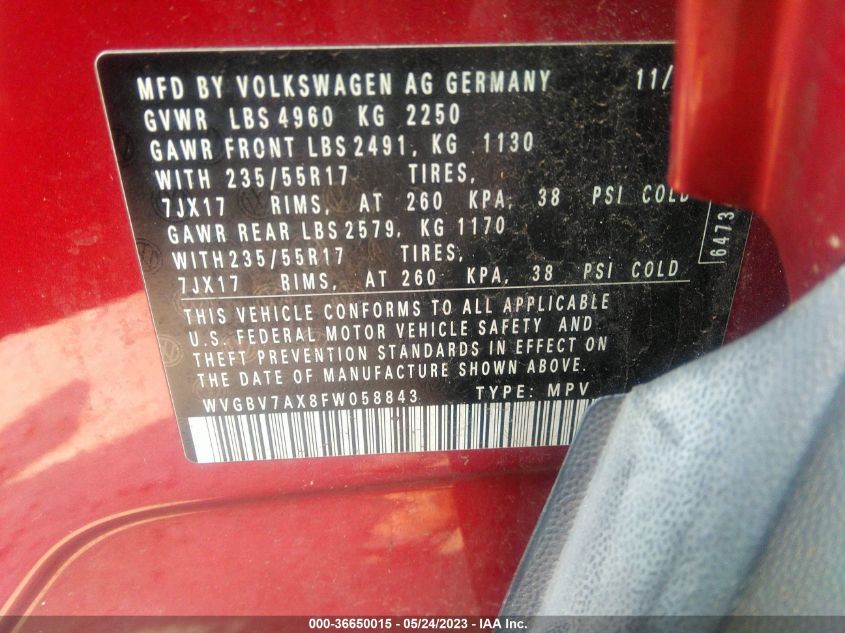 MFD BY VOLKSWAGEN AG GERMANY 11/
GVWR LBS 4960 KG 2250
GAWR FRONT LBS 2491, KG 1130
WITH 235/55R17 TIRES,
7JX17 RIMS, AT 260 KPA, 38 PSI COLD
GAWR REAR LBS 2579, KG 1170
WITH 235/55R17 TIRES,
7JX17 RIMS, AT 260 KPA, 38 PSI COLD
6473
THIS VEHICLE CONFORMS TO ALL APPLICABLE
U.S. FEDERAL MOTOR VEHICLE SAFETY AND
THEFT PREVENTION STANDARDS IN EFFECT ON
THE DATE OF MANUFACTURE SHOWN ABOVE.
WVGBV7AX8FW058843 TYPE: MPV
000-36650015 - 05/24/2023 - IAA Inc.